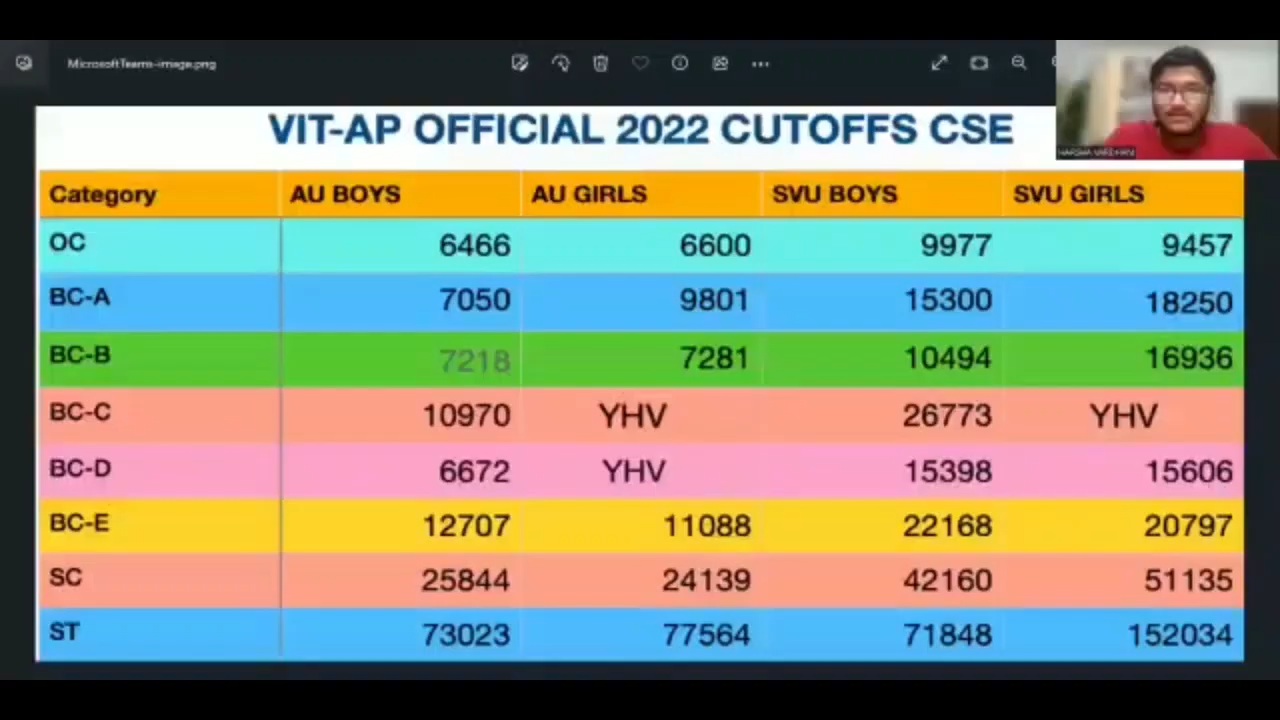 MicrosoftTeams-image.png
HARSHA VARDHAN
VIT-AP OFFICIAL 2022 CUTOFFS CSE
Category AU BOYS AU GIRLS SVU BOYS SVU GIRLS
OC 6466 6600 9977 9457
BC-A 7050 9801 15300 18250
BC-B 7218 7281 10494 16936
BC-C 10970 YHV 26773 YHV
BC-D 6672 YHV 15398 15606
BC-E 12707 11088 22168 20797
SC 25844 24139 42160 51135
ST 73023 77564 71848 152034